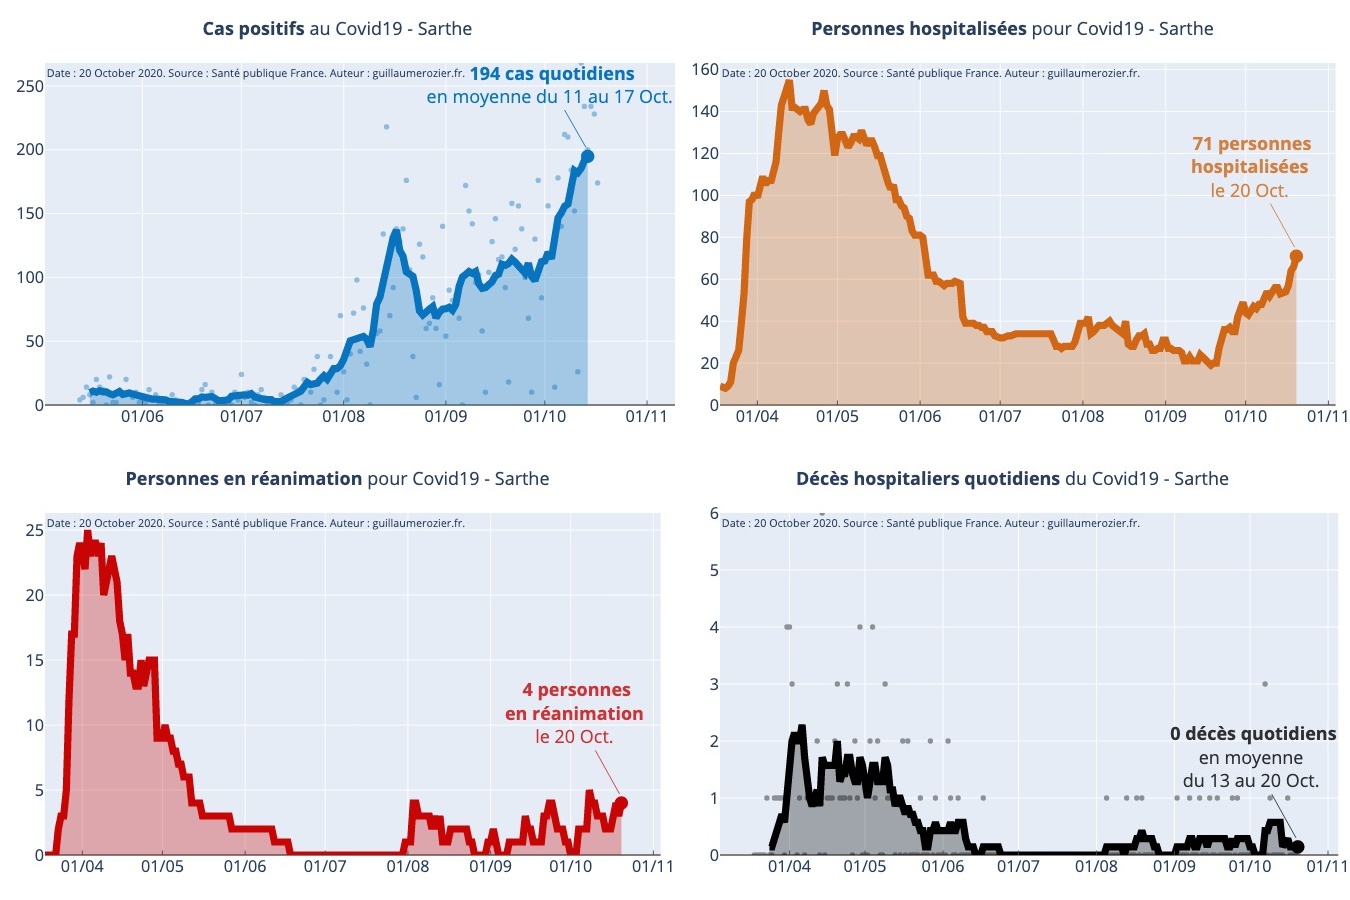 Cas positifs au Covid19 - Sarthe
Date : 20 October 2020. Source : Santé publique France. Auteur : guillaumerozier.fr.
194 cas quotidiens
en moyenne du 11 au 17 Oct.
250
200
150
100
50
0
01/06 01/07 01/08 01/09 01/10 01/11
Personnes hospitalisées pour Covid19 - Sarthe
Date : 20 October 2020. Source : Santé publique France. Auteur : guillaumerozier.fr.
71 personnes
hospitalisées
le 20 Oct.
160
140
120
100
80
60
40
20
0
01/04 01/05 01/06 01/07 01/08 01/09 01/10 01/11
Personnes en réanimation pour Covid19 - Sarthe
Date : 20 October 2020. Source : Santé publique France. Auteur : guillaumerozier.fr.
4 personnes
en réanimation
le 20 Oct.
25
20
15
10
5
0
01/04 01/05 01/06 01/07 01/08 01/09 01/10 01/11
Décès hospitaliers quotidiens du Covid19 - Sarthe
Date : 20 October 2020. Source : Santé publique France. Auteur : guillaumerozier.fr.
0 décès quotidiens
en moyenne
du 13 au 20 Oct.
6
5
4
3
2
1
0
01/04 01/05 01/06 01/07 01/08 01/09 01/10 01/11